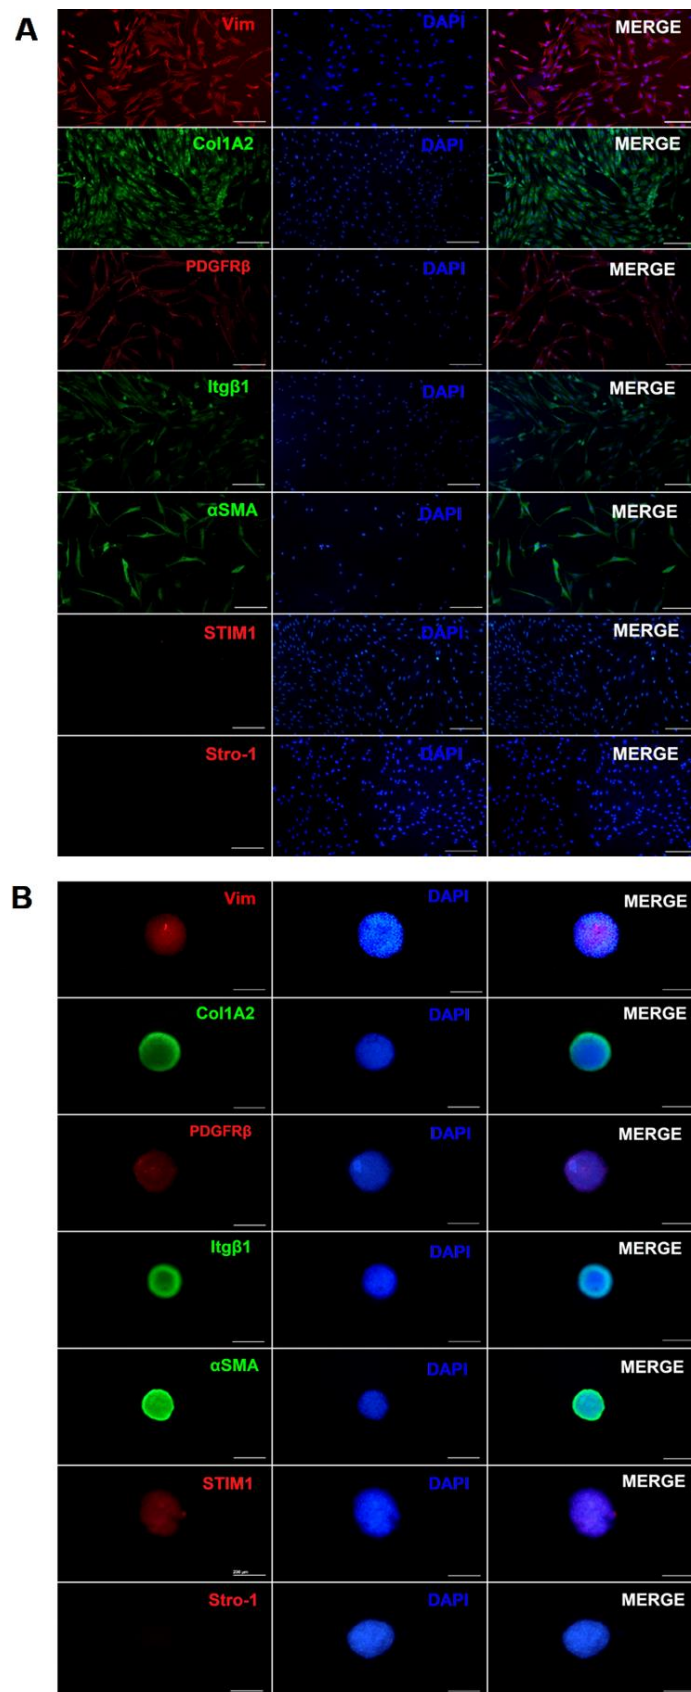 A
Vim DAPI MERGE
Col1A2 DAPI MERGE
PDGFRβ DAPI MERGE
Itgβ1 DAPI MERGE
αSMA DAPI MERGE
STIM1 DAPI MERGE
Stro-1 DAPI MERGE
B
Vim DAPI MERGE
Col1A2 DAPI MERGE
PDGFRβ DAPI MERGE
Itgβ1 DAPI MERGE
αSMA DAPI MERGE
STIM1 DAPI MERGE
Stro-1 DAPI MERGE